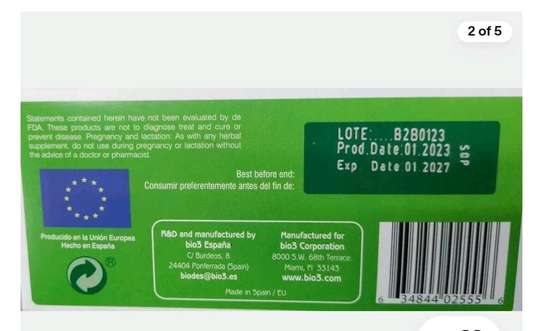 2 of 5
Statements contained herein have not been evaluated by de
FDA. These products are not to diagnose treat and cure or
prevent disease. Pregnancy and lactation: As with any herbal
supplement, do not use during pregnancy or lactation without
the advice of a doctor or pharmacist.
LOTE:....B2B0123
Prod.Date:01.2023
Exp Date 01.2027
SOP
Best before end:
Consumir preferentemente antes del fin de:
Producido en la Unión Europea
Hecho en España
®
M&D and manufactured by
bio3 España
C/ Burdeos, 8
24404 Ponferrada (Spain)
biodes@bio3.es
Manufactured for
bio3 Corporation
8000 S.W. 68th Terrace.
Miami, Fl 33143
www.bio3.com
Made in Spain / EU
6 34844 02555 6